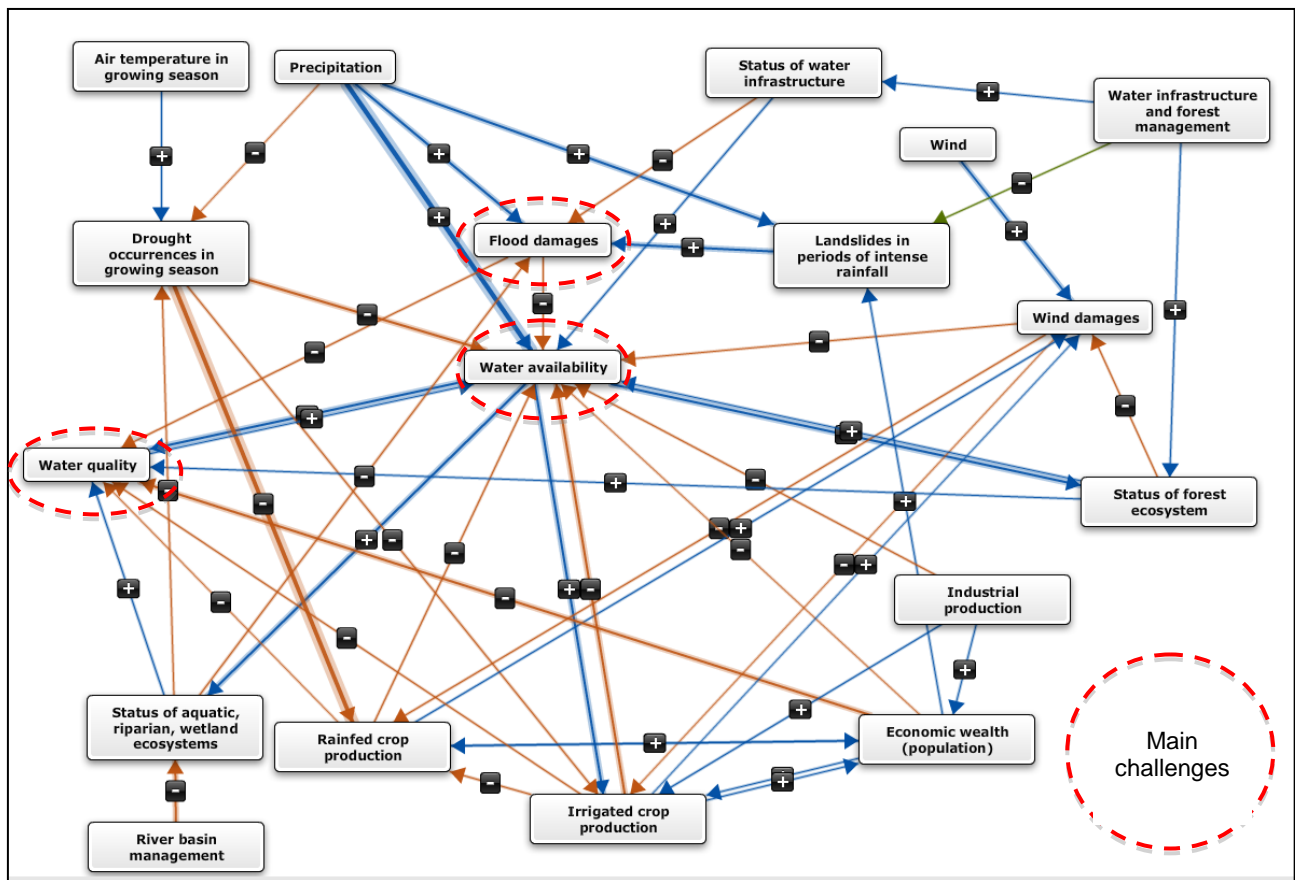 Air temperature in
growing season
Precipitation
Status of water
infrastructure
Water infrastructure
and forest
management
Wind
+
-
+
+
-
+
-
+
+
+
-
+
+
Drought
occurrences in
growing season
Flood damages
Landslides in
periods of intense
rainfall
Wind damages
-
-
-
-
+
Water availability
+
+
-
Water quality
Status of forest
ecosystem
-
-
-
-
+
+
+
-
-
-
+
-
-
+
-
+
-
+
-
+
-
-
-
Industrial
production
+
+
Status of aquatic,
riparian, wetland
ecosystems
Rainfed crop
production
Economic wealth
(population)
+
-
-
+
Irrigated crop
production
River basin
management
Main
challenges